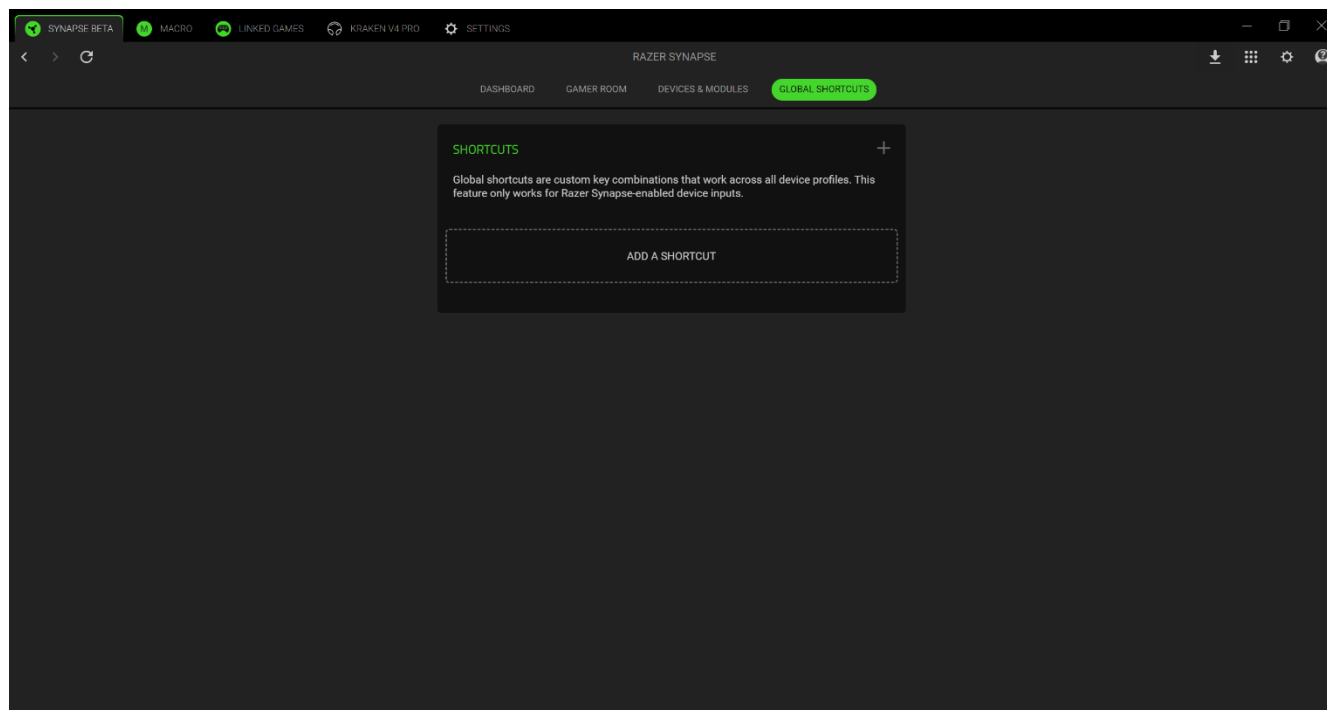 SYNAPSE BETA
M MACRO
LINKED GAMES
KRAKEN V4 PRO
SETTINGS
RAZER SYNAPSE
DASHBOARD
GAMER ROOM
DEVICES & MODULES
GLOBAL SHORTCUTS
SHORTCUTS
Global shortcuts are custom key combinations that work across all device profiles. This
feature only works for Razer Synapse-enabled device inputs.
ADD A SHORTCUT